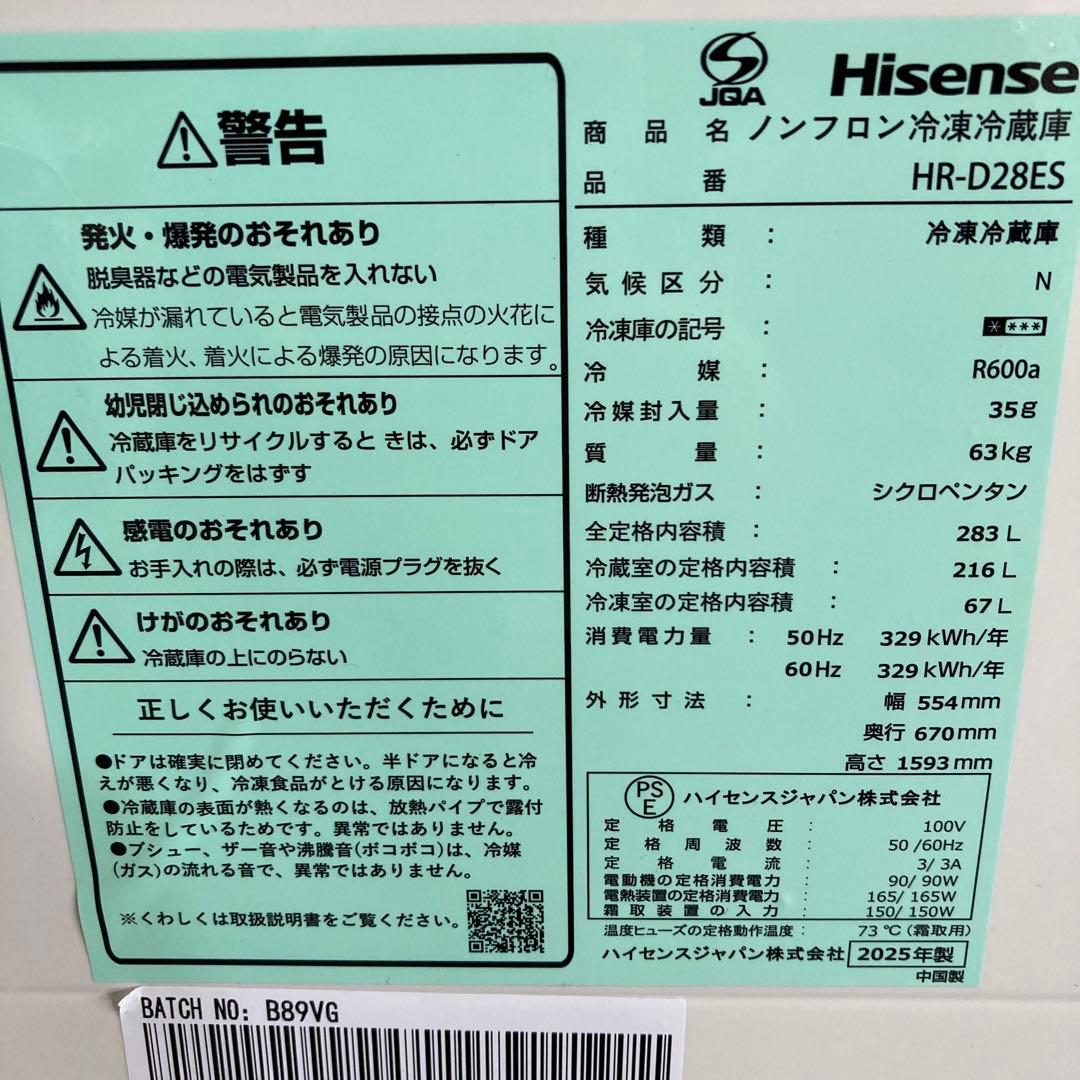 ⚠警告
発火・爆発のおそれあり
脱臭器などの電気製品を入れない
冷媒が漏れていると電気製品の接点の火花に
よる着火、着火による爆発の原因になります。
幼児閉じ込められのおそれあり
冷蔵庫をリサイクルすると きは、必ずドア
パッキングをはずす
感電のおそれあり
お手入れの際は、必ず電源プラグを抜く
けがのおそれあり
冷蔵庫の上にのらない
正しくお使いいただくために
●ドアは確実に閉めてください。半ドアになると冷
えが悪くなり、冷凍食品がとける原因になります。
●冷蔵庫の表面が熱くなるのは、放熱パイプで露付
防止をしているためです。異常ではありません。
●ブシュー、ザー音や沸騰音(ボコボコ)は、冷媒
(ガス)の流れる音で、異常ではありません。
※くわしくは取扱説明書をご覧ください。
JQA Hisense
商品名 ノンフロン冷凍冷蔵庫
品番 HR-D28ES
種類 : 冷凍冷蔵庫
気候区分 : N
冷凍庫の記号 : * ***
冷媒 : R600a
冷媒封入量 : 35g
質量 : 63kg
断熱発泡ガス : シクロペンタン
全定格内容積 : 283 L
冷蔵室の定格内容積 : 216 L
冷凍室の定格内容積 : 67 L
消費電力量 : 50Hz 329 kWh/年
60Hz 329 kWh/年
外形寸法 : 幅 554mm
奥行 670mm
高さ 1593mm
PSE ハイセンスジャパン株式会社
定格電圧 : 100V
定格周波数 : 50/60Hz
定格電流 : 3/ 3A
電動機の定格消費電力 : 90/ 90W
電熱装置の定格消費電力 : 165/ 165W
霜取装置の入力 : 150/ 150W
温度ヒューズの定格動作温度 : 73℃(霜取用)
ハイセンスジャパン株式会社 2025年製
中国製
BATCH NO: B89VG